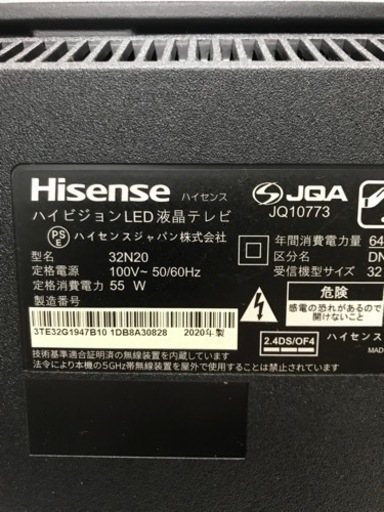 Hisense ハイセンス
JQA
JQ10773
ハイビジョンLED液晶テレビ
PSE ハイセンスジャパン株式会社
年間消費電力量 64
型名 32N20
区分名 DN
定格電源 100V~ 50/60Hz
受信機型サイズ 32
定格消費電力 55 W
危険
製造番号
感電の恐れがあるので
開けないこと
3TE32G1947B10 1DB8A30828 2020年製
2.4DS/OF4
ハイセンス
MAD
技術基準適合証明済の無線装置を内蔵しています
法令により本機の5GHz帯無線装置を屋外で使用することは禁止されています